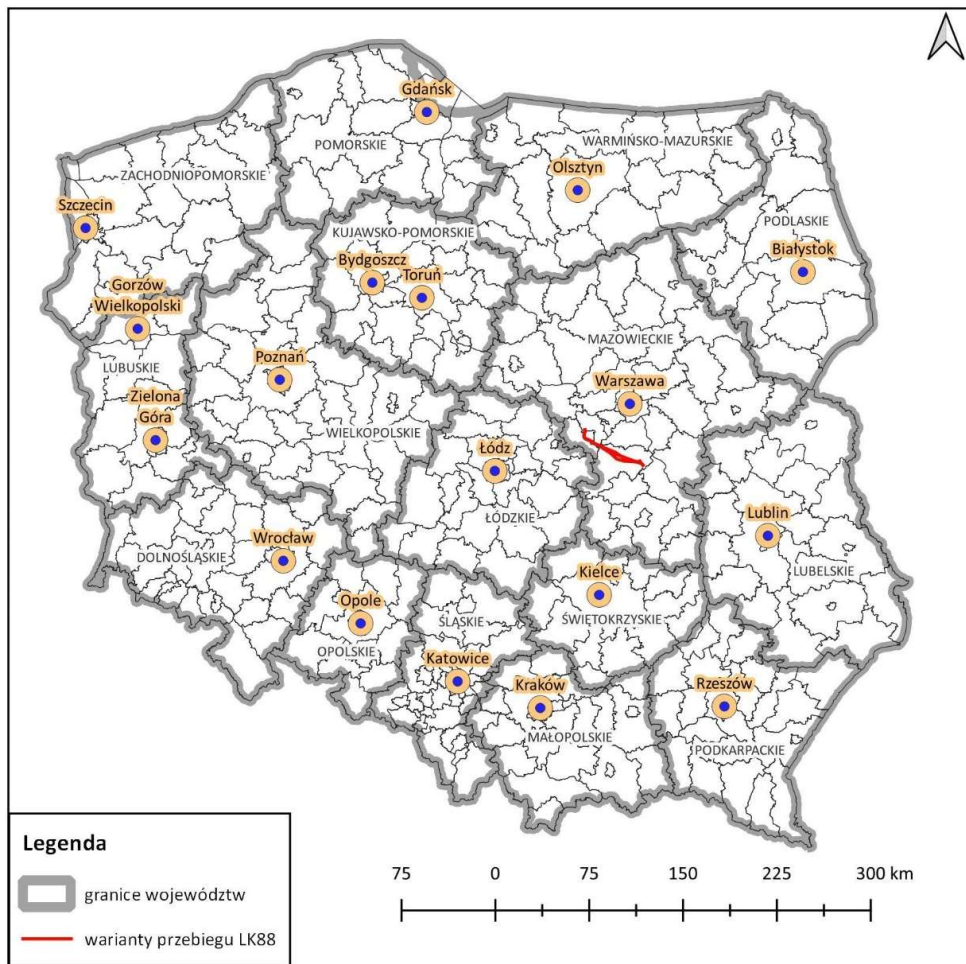 Gdańsk
POMORSKIE
WARMIŃSKO-MAZURSKIE
Olsztyn
ZACHODNIOPOMORSKIE
Szczecin
PODLASKIE
KUJAWSKO-POMORSKIE
Białystok
Bydgoszcz
Toruń
Gorzów
Wielkopolski
MAZOWIECKIE
Poznań
LUBUSKIE
Warszawa
Zielona
Góra
WIELKOPOLSKIE
Łódź
Lublin
ŁÓDZKIE
Wrocław
DOLNOŚLĄSKIE
LUBELSKIE
Kielce
Opole
ŚLĄSKIE
ŚWIĘTOKRZYSKIE
OPOLSKIE
Katowice
Kraków
Rzeszów
MAŁOPOLSKIE
PODKARPACKIE
Legenda
granice województw
warianty przebiegu LK88
75 0 75 150 225 300 km